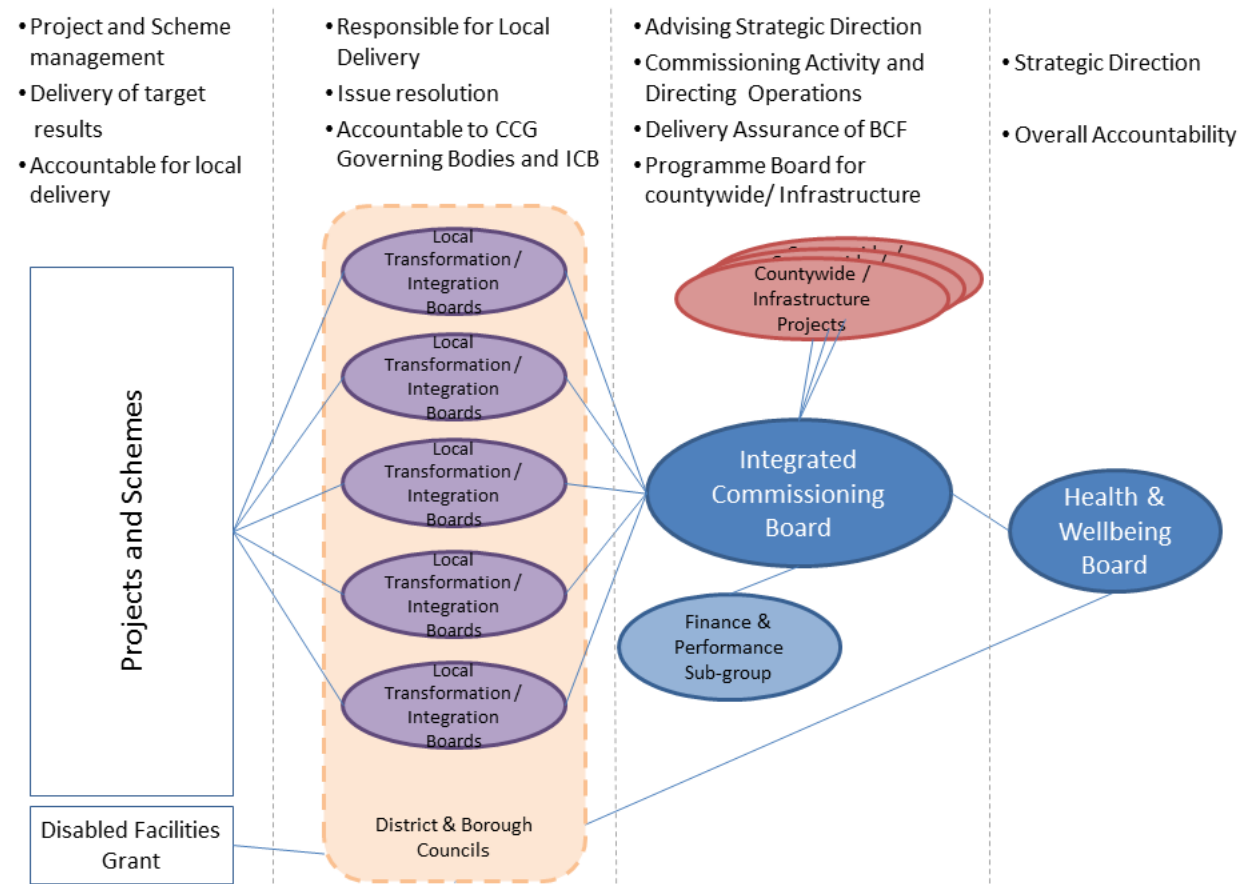 • Project and Scheme
management
• Delivery of target
results
• Accountable for local
delivery
• Responsible for Local
Delivery
• Issue resolution
• Accountable to CCG
Governing Bodies and ICB
• Advising Strategic Direction
• Commissioning Activity and
Directing Operations
• Delivery Assurance of BCF
• Programme Board for
countywide/ Infrastructure
• Strategic Direction
• Overall Accountability
Projects and Schemes
Disabled Facilities
Grant
Local
Transformation /
Integration
Boards
Local
Transformation /
Integration
Boards
Local
Transformation /
Integration
Boards
Local
Transformation /
Integration
Boards
Local
Transformation /
Integration
Boards
District & Borough
Councils
Countywide /
Infrastructure
Projects
Integrated
Commissioning
Board
Finance &
Performance
Sub-group
Health &
Wellbeing
Board